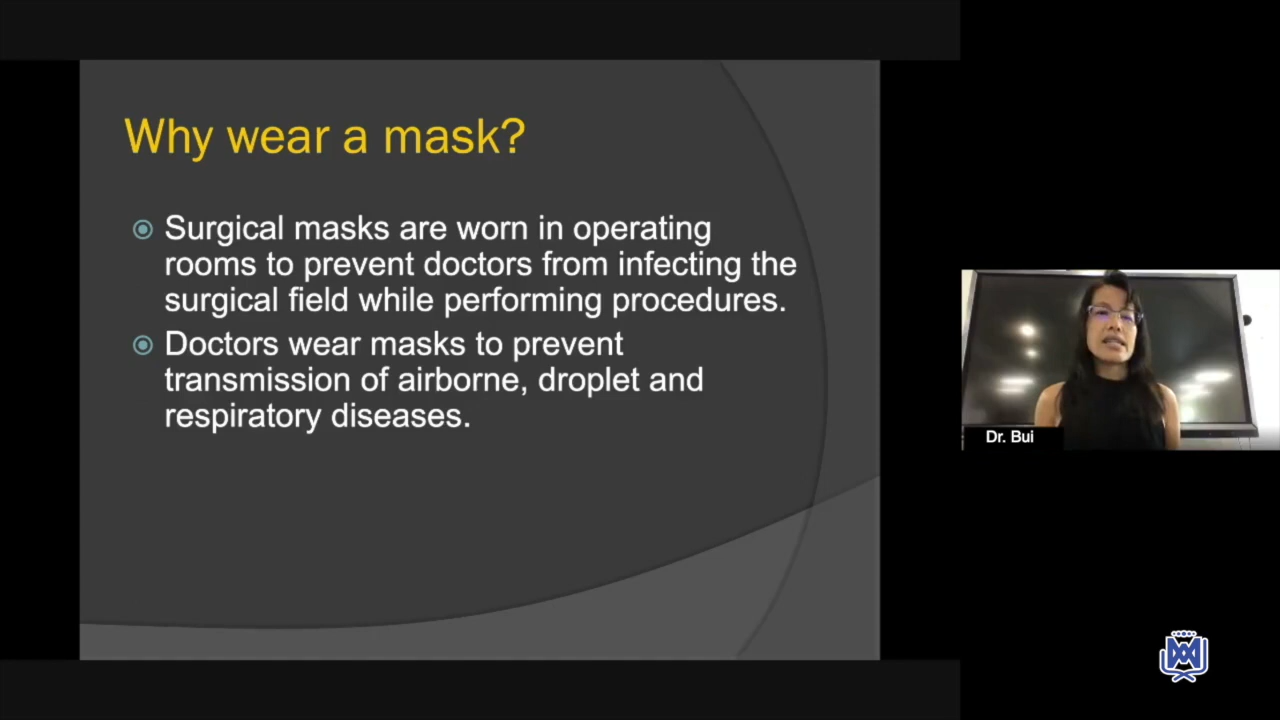 Why wear a mask?
Surgical masks are worn in operating
rooms to prevent doctors from infecting the
surgical field while performing procedures.
Doctors wear masks to prevent
transmission of airborne, droplet and
respiratory diseases.
Dr. Bui